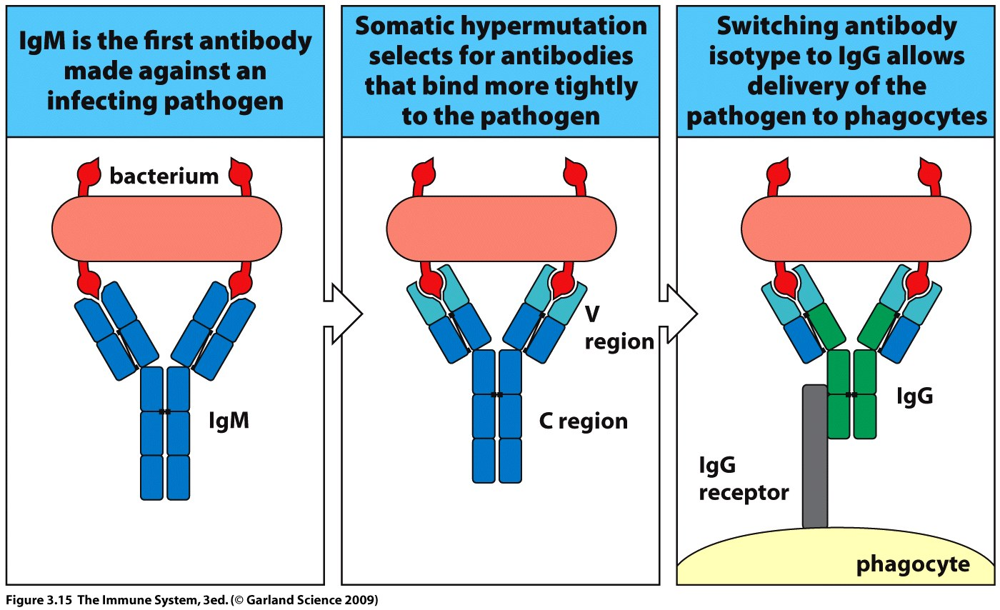 IgM is the first antibody
made against an
infecting pathogen
bacterium
IgM
Somatic hypermutation
selects for antibodies
that bind more tightly
to the pathogen
V
region
C region
Switching antibody
isotype to IgG allows
delivery of the
pathogen to phagocytes
IgG
IgG
receptor
phagocyte
Figure 3.15 The Immune System, 3ed. (© Garland Science 2009)